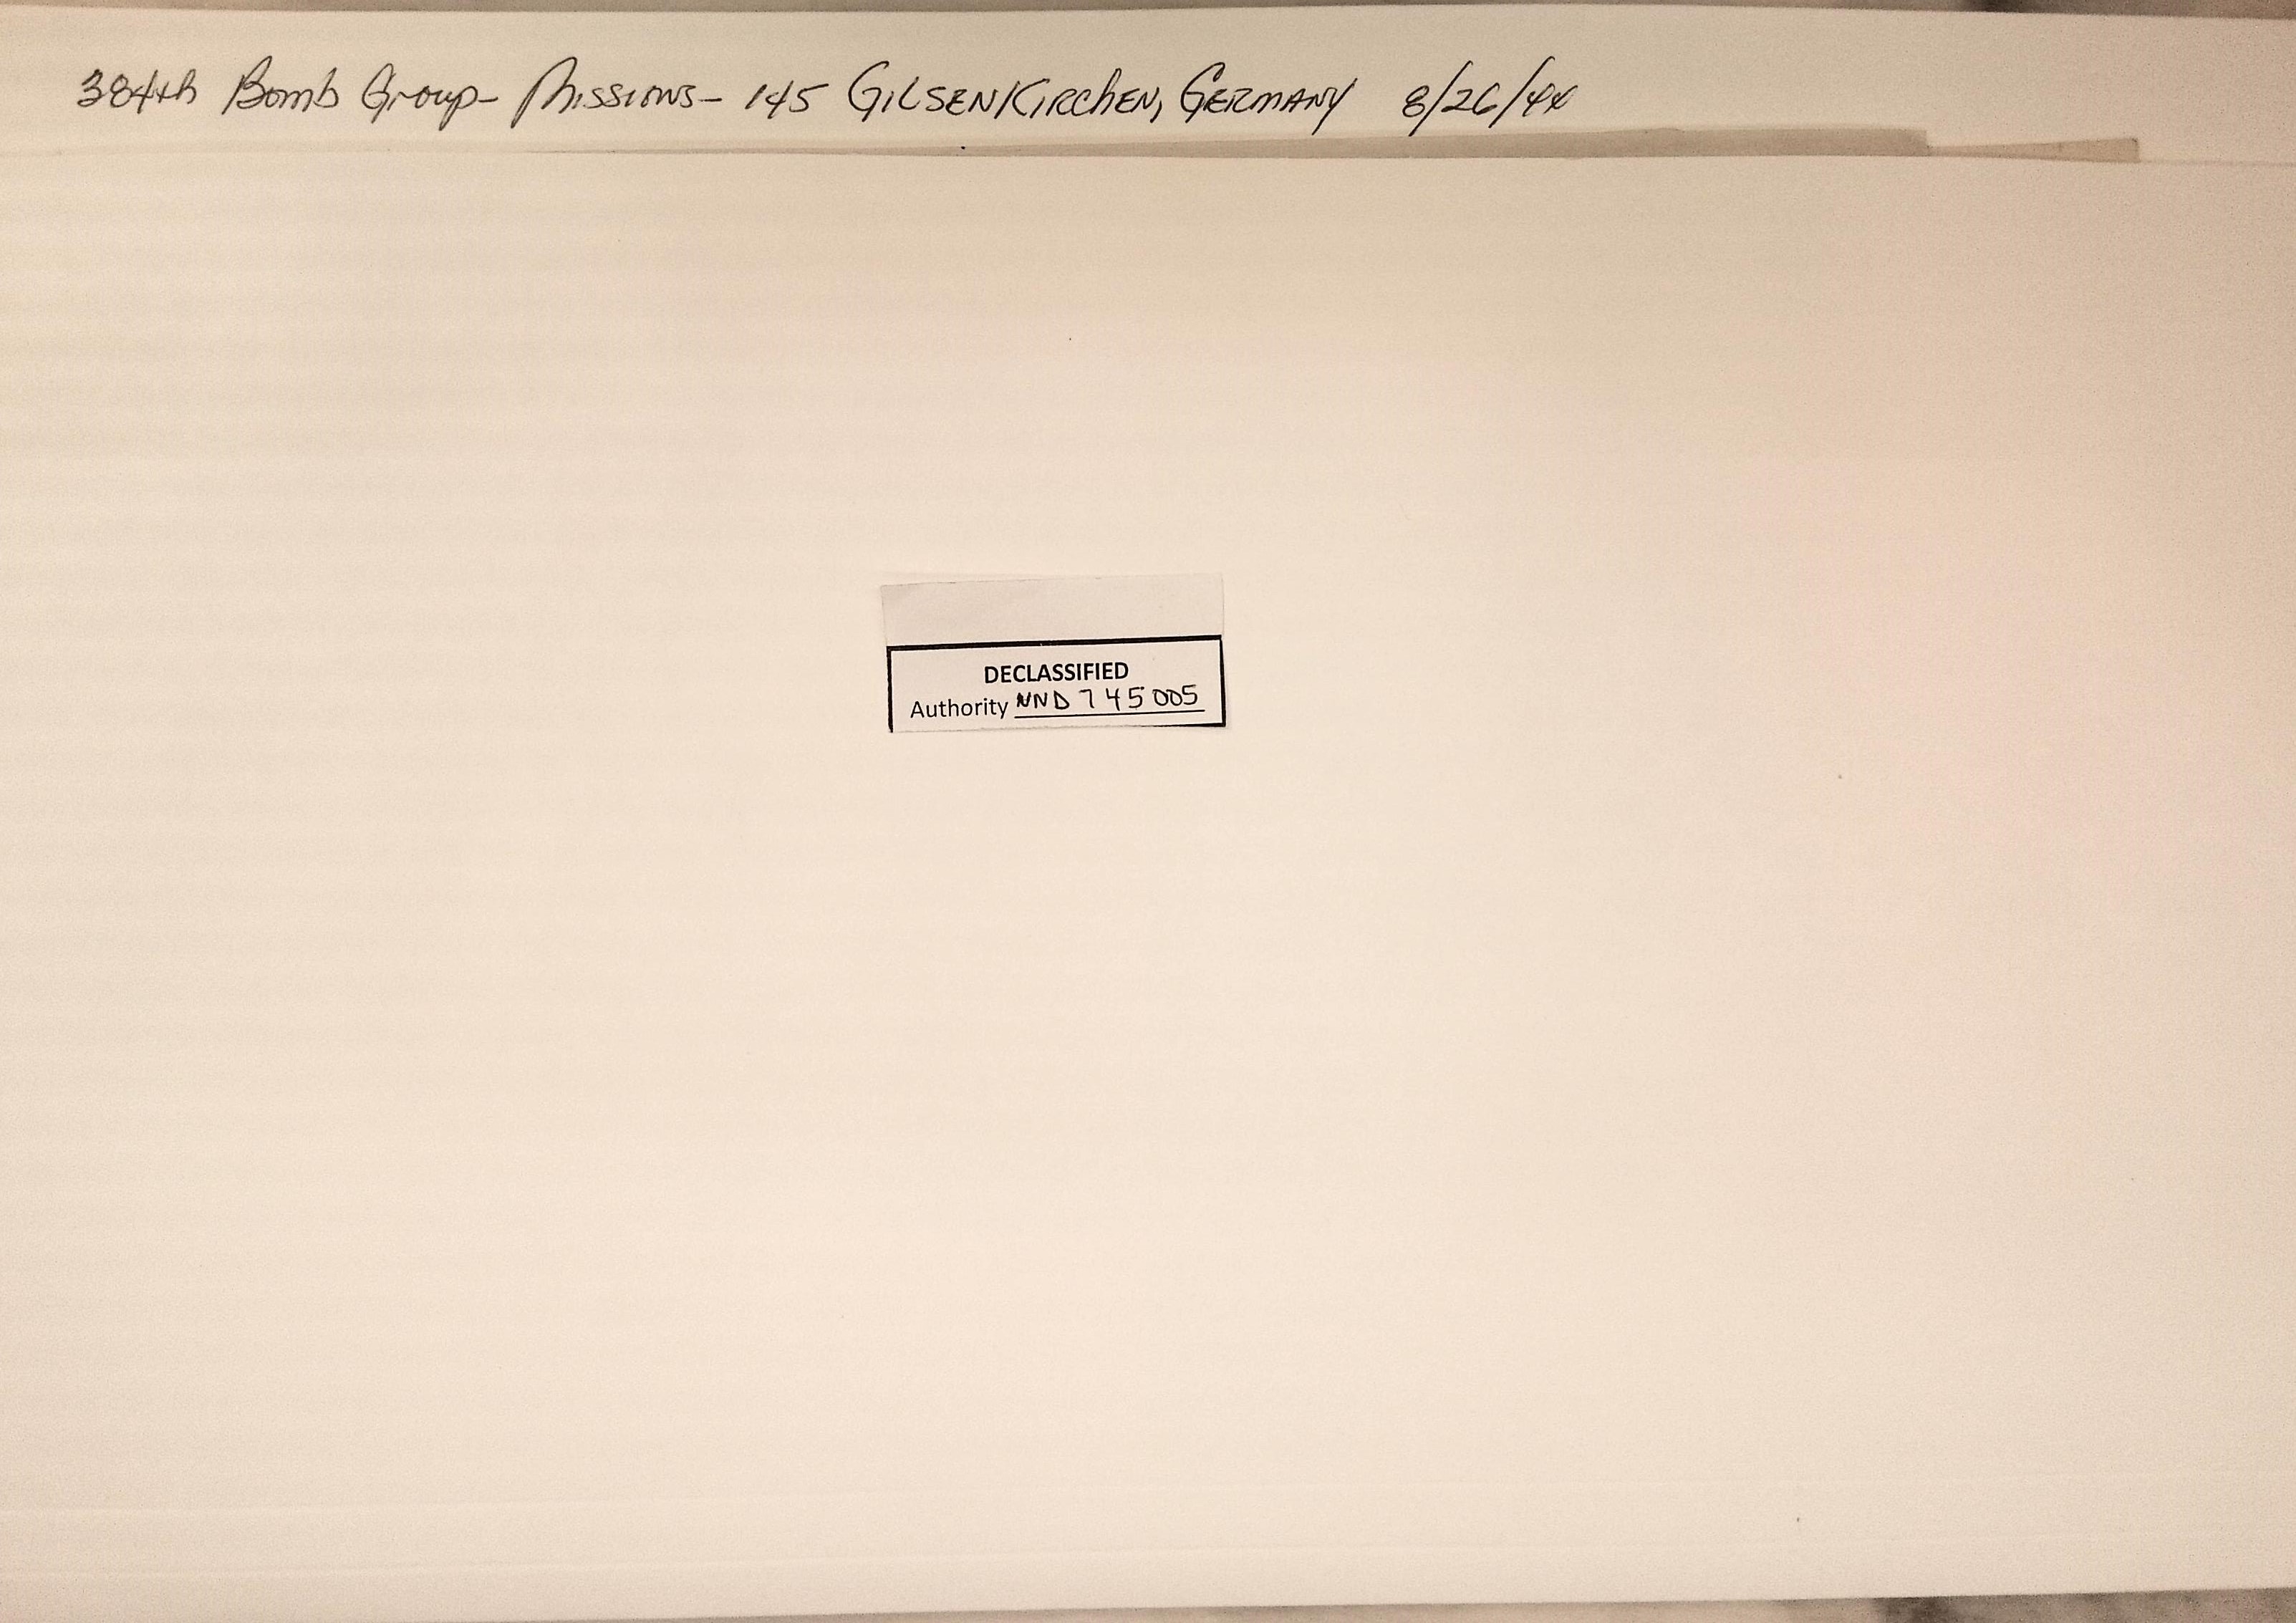 384th Bomb Group- Missions- 145 GILSENKIRCHEN, GERMANY 8/26/44
DECLASSIFIED
Authority NND 745005